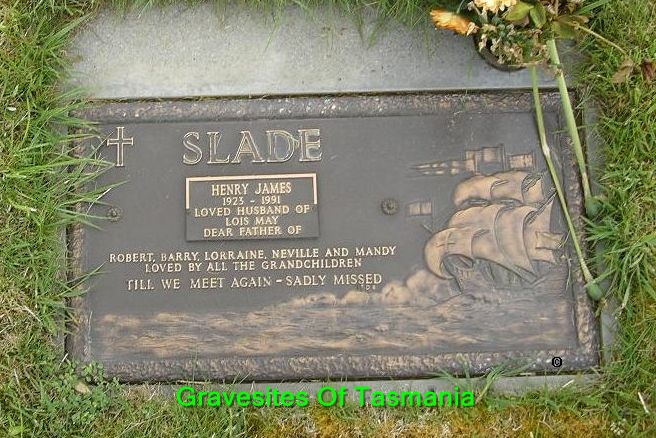 SLADE
HENRY JAMES
1923 - 1991
LOVED HUSBAND OF
LOIS MAY
DEAR FATHER OF
ROBERT, BARRY, LORRAINE, NEVILLE AND MANDY
LOVED BY ALL THE GRANDCHILDREN
TILL WE MEET AGAIN - SADLY MISSED
©
Gravesites Of Tasmania